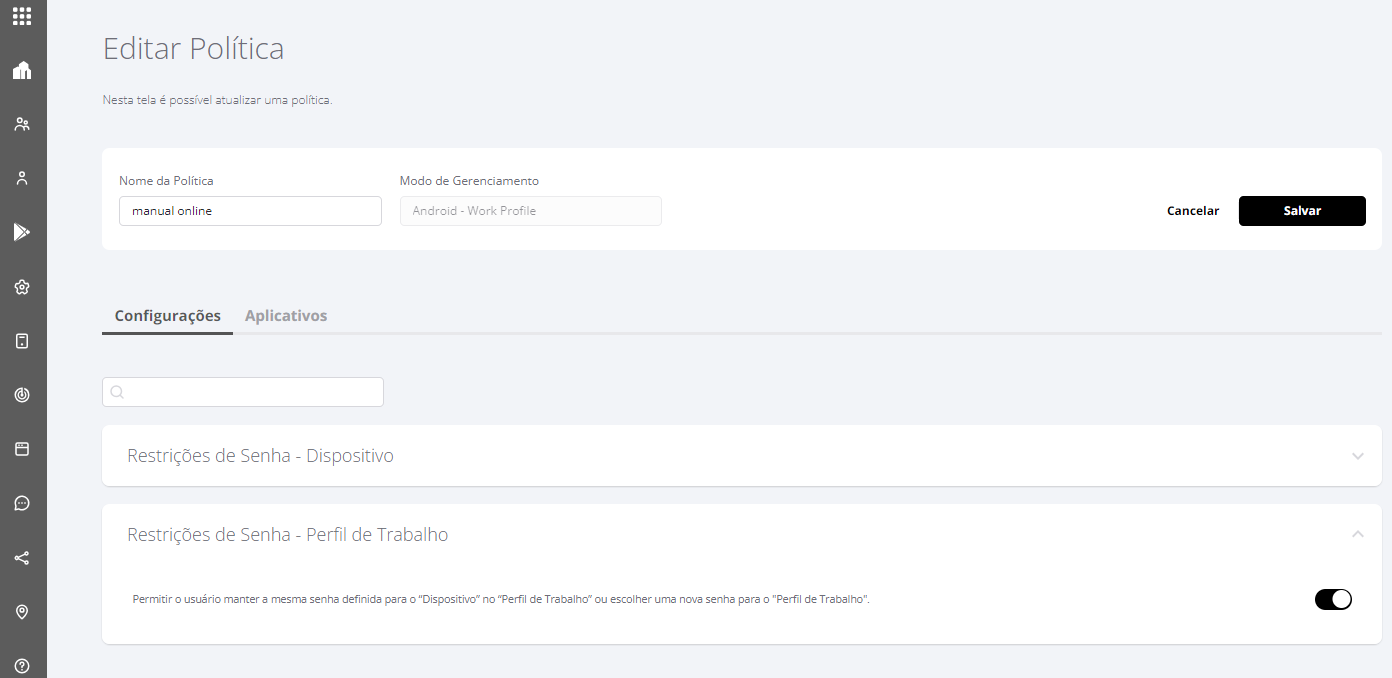 Editar Política
Nesta tela é possível atualizar uma política.
Nome da Política
Modo de Gerenciamento
manual online
Android - Work Profile
Cancelar
Salvar
Configurações
Aplicativos
Restrições de Senha - Dispositivo
Restrições de Senha - Perfil de Trabalho
Permitir o usuário manter a mesma senha definida para o “Dispositivo” no “Perfil de Trabalho” ou escolher uma nova senha para o "Perfil de Trabalho".